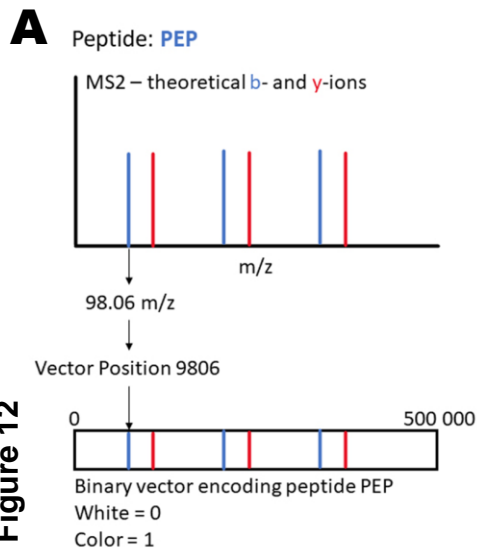 A
Peptide: PEP
MS2 – theoretical b- and y-ions
m/z
98.06 m/z
Vector Position 9806
0
500 000
Binary vector encoding peptide PEP
White = 0
Color = 1
Figure 12